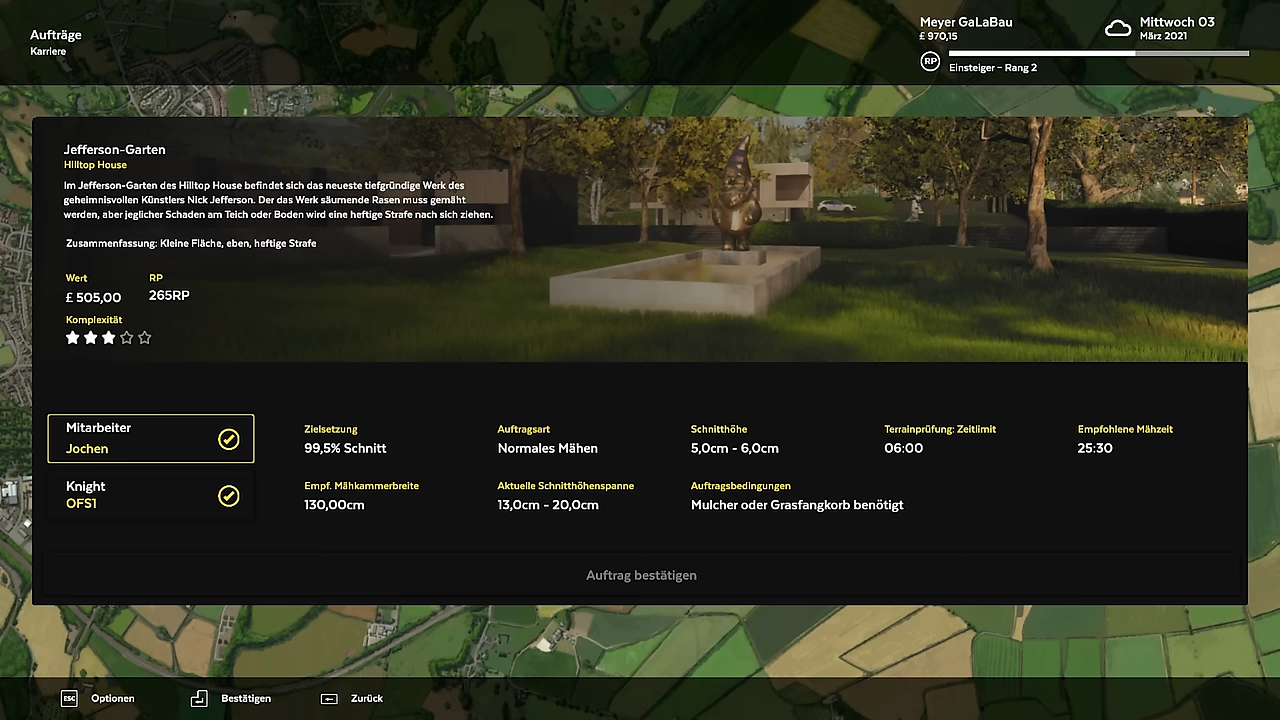 Aufträge
Karriere
Meyer GaLaBau
£ 970,15
Mittwoch 03
März 2021
RP
Einsteiger – Rang 2
Jefferson-Garten
Hilltop House
Im Jefferson-Garten des Hilltop House befindet sich das neueste tiefgründige Werk des
geheimnisvollen Künstlers Nick Jefferson. Der das Werk säumende Rasen muss gemäht
werden, aber jeglicher Schaden am Teich oder Boden wird eine heftige Strafe nach sich ziehen.
Zusammenfassung: Kleine Fläche, eben, heftige Strafe
Wert
RP
£ 505,00
265RP
Komplexität
Mitarbeiter
Jochen
Zielsetzung
99,5% Schnitt
Auftragsart
Normales Mähen
Schnitthöhe
5,0cm - 6,0cm
Terrainprüfung: Zeitlimit
06:00
Empfohlene Mähzeit
25:30
Knight
OFS1
Empf. Mähkammerbreite
130,00cm
Aktuelle Schnitthöhenspanne
13,0cm - 20,0cm
Auftragsbedingungen
Mulcher oder Grasfangkorb benötigt
Auftrag bestätigen
ESC Optionen
Bestätigen
Zurück